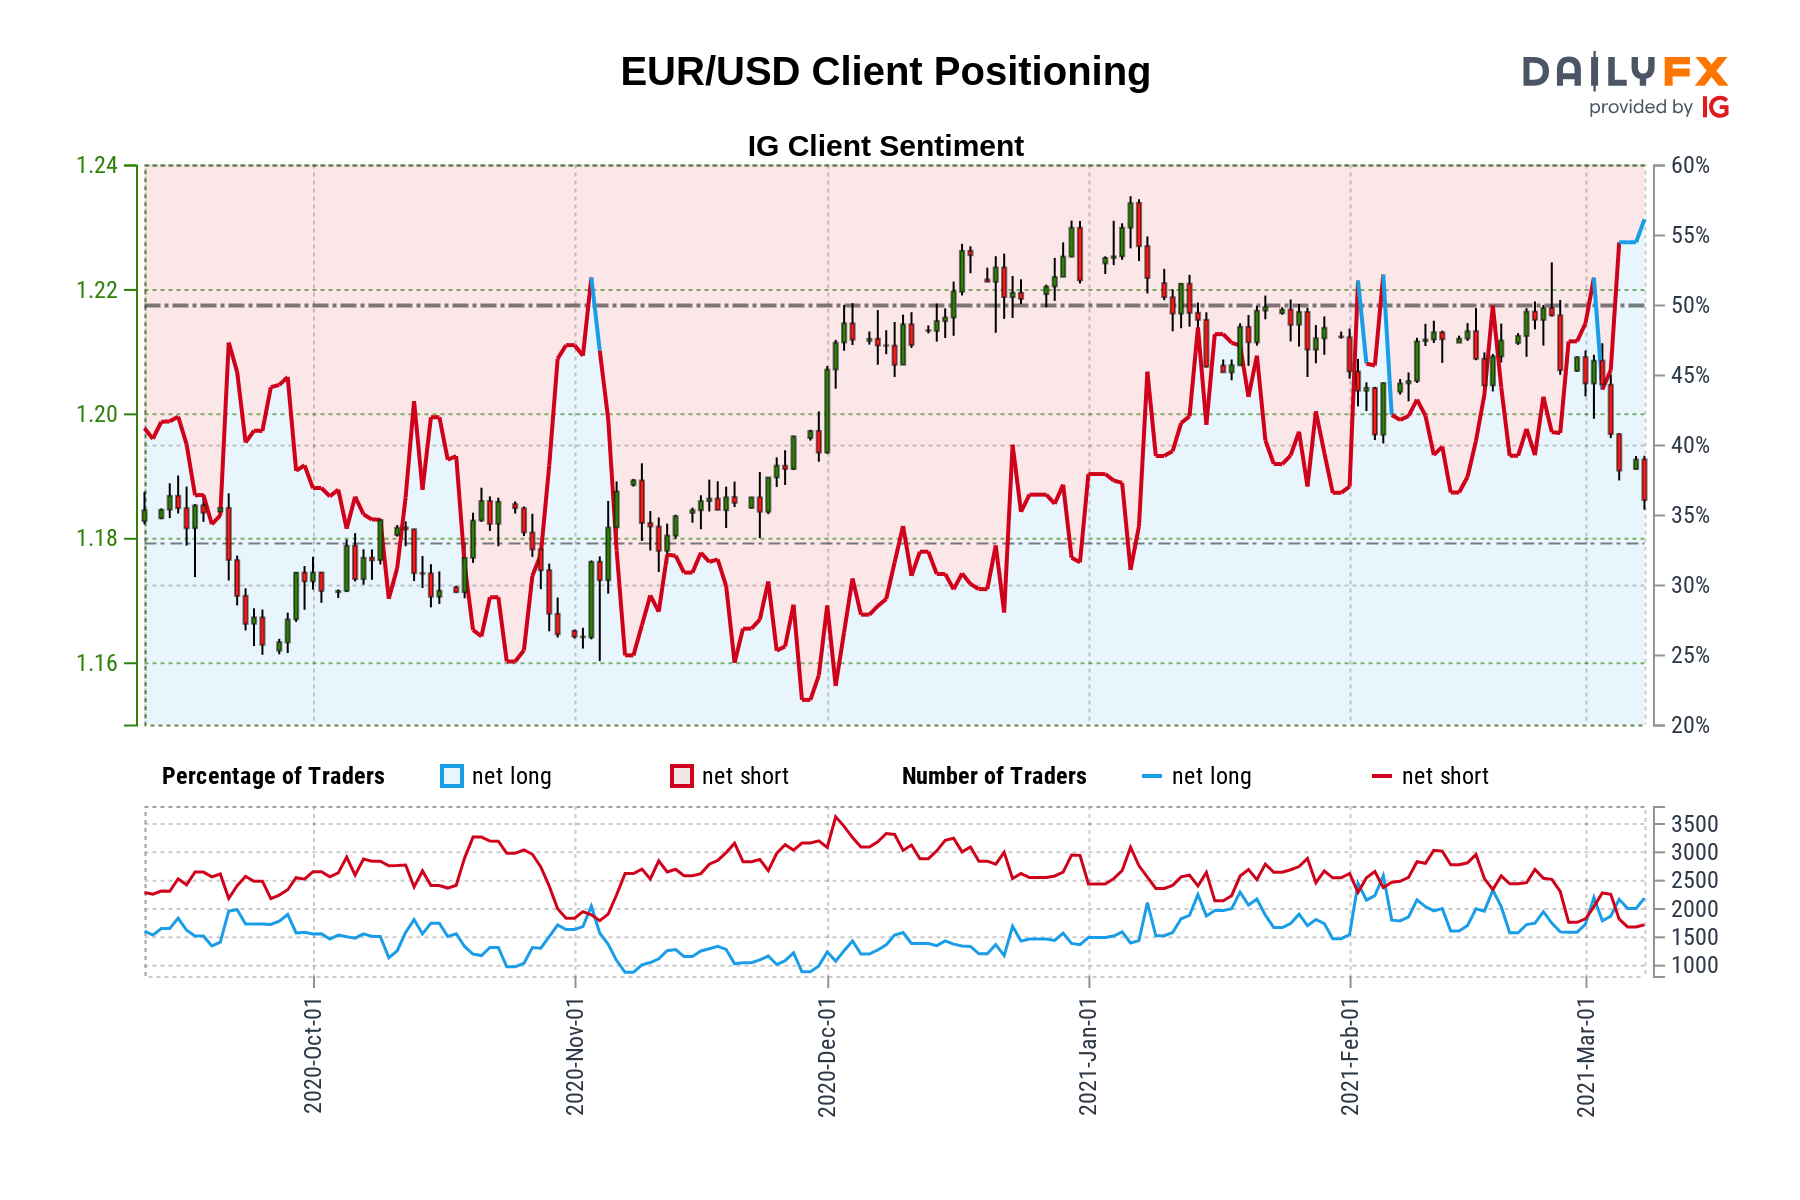 EUR/USD Client Positioning
DAILYFX
provided by IG
IG Client Sentiment
1.24
1.22
1.20
1.18
1.16
60%
55%
50%
45%
40%
35%
30%
25%
20%
Percentage of Traders net long net short Number of Traders net long net short
3500
3000
2500
2000
1500
1000
2020-Oct-01
2020-Nov-01
2020-Dec-01
2021-Jan-01
2021-Feb-01
2021-Mar-01